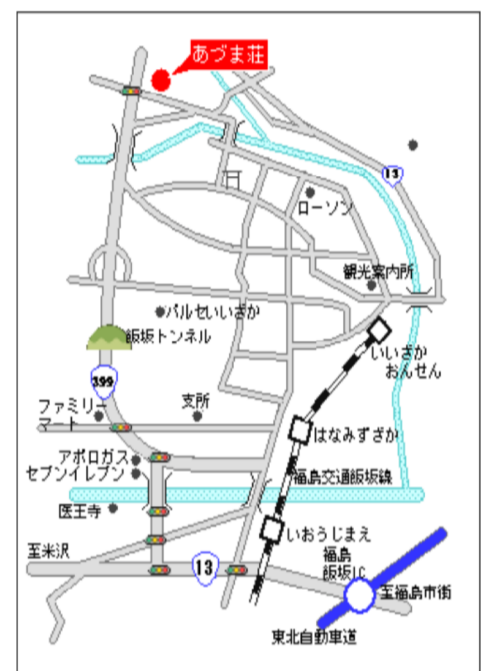 あづま荘
13
ローソン
観光案内所
パルセいいざか
飯坂トンネル
いいざか
おんせん
399
ファミリー
マート
支所
はなみずざか
アポロガス
セブンイレブン
福島交通飯坂線
医王寺
いおうじまえ
至米沢
13
福島
飯坂IC
至福島市街
東北自動車道